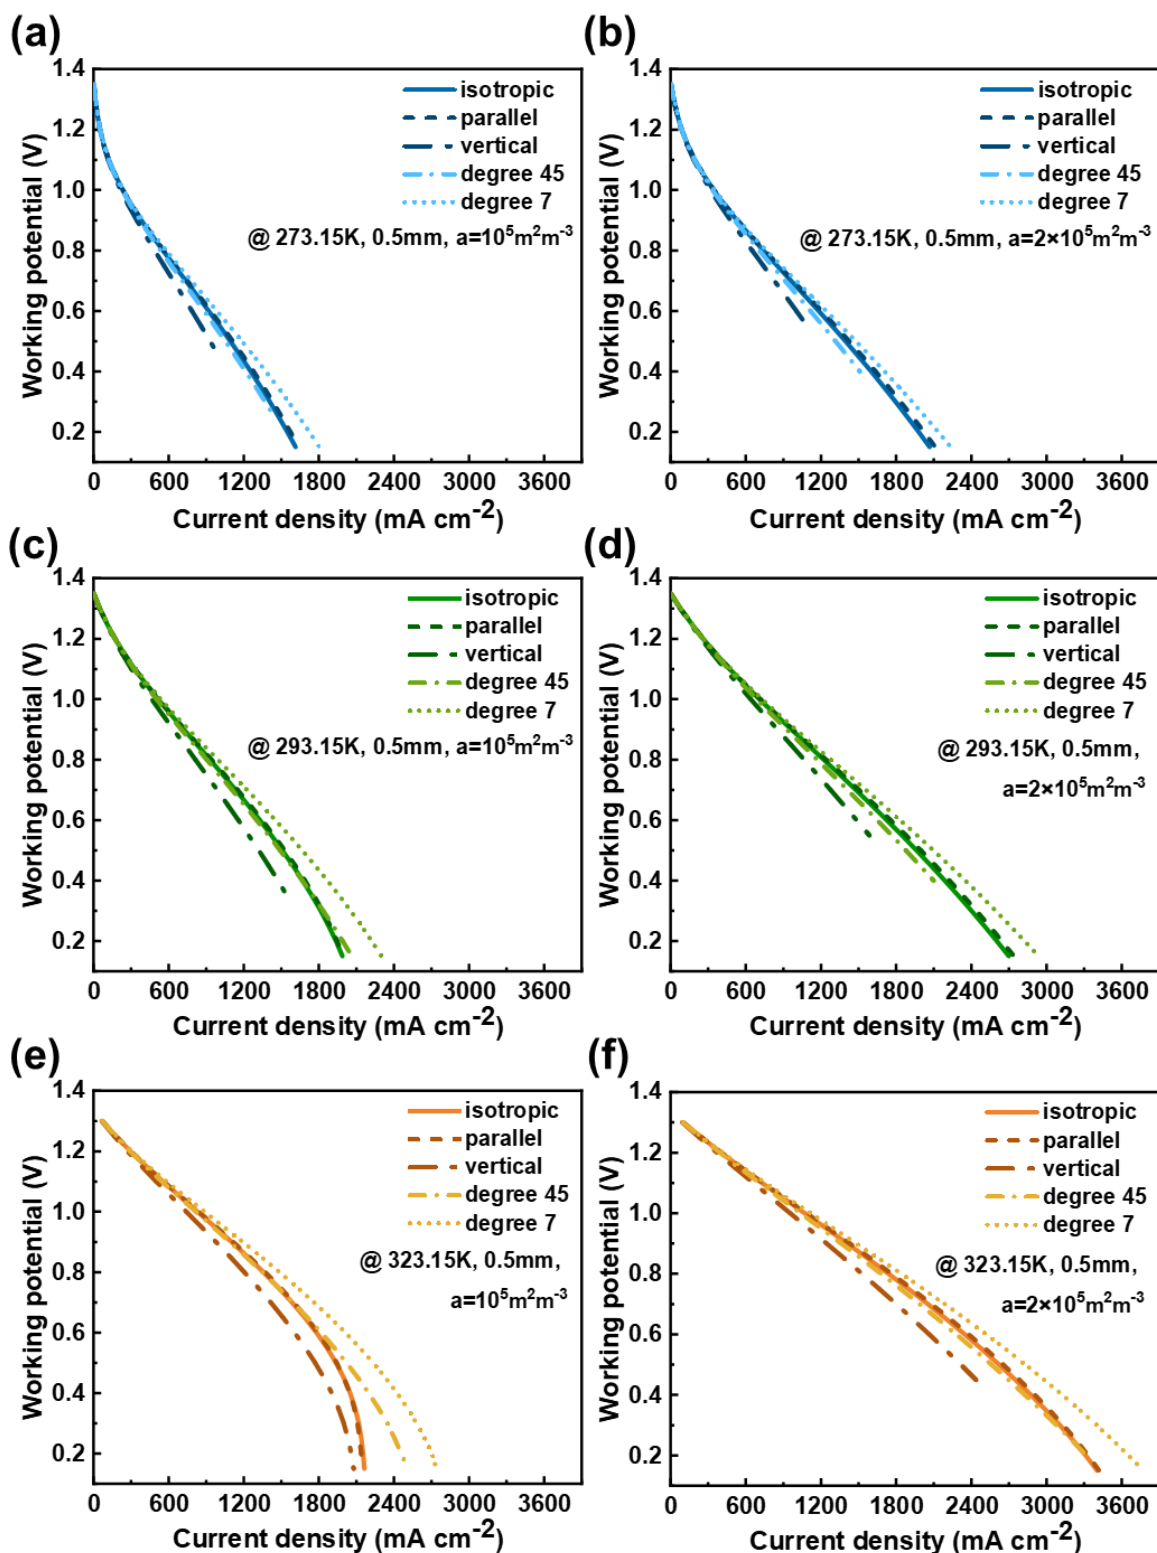 (a)
1.4
1.2
1.0
0.8
0.6
0.4
0.2
Working potential (V)
isotropic
parallel
vertical
degree 45
degree 7
@ 273.15K, 0.5mm, a=10⁵m²m⁻³
0 600 1200 1800 2400 3000 3600
Current density (mA cm⁻²)
(b)
1.4
1.2
1.0
0.8
0.6
0.4
0.2
Working potential (V)
isotropic
parallel
vertical
degree 45
degree 7
@ 273.15K, 0.5mm, a=2×10⁵m²m⁻³
0 600 1200 1800 2400 3000 3600
Current density (mA cm⁻²)
(c)
1.4
1.2
1.0
0.8
0.6
0.4
0.2
Working potential (V)
isotropic
parallel
vertical
degree 45
degree 7
@ 293.15K, 0.5mm, a=10⁵m²m⁻³
0 600 1200 1800 2400 3000 3600
Current density (mA cm⁻²)
(d)
1.4
1.2
1.0
0.8
0.6
0.4
0.2
Working potential (V)
isotropic
parallel
vertical
degree 45
degree 7
@ 293.15K, 0.5mm,
a=2×10⁵m²m⁻³
0 600 1200 1800 2400 3000 3600
Current density (mA cm⁻²)
(e)
1.4
1.2
1.0
0.8
0.6
0.4
0.2
Working potential (V)
isotropic
parallel
vertical
degree 45
degree 7
@ 323.15K, 0.5mm,
a=10⁵m²m⁻³
0 600 1200 1800 2400 3000 3600
Current density (mA cm⁻²)
(f)
1.4
1.2
1.0
0.8
0.6
0.4
0.2
Working potential (V)
isotropic
parallel
vertical
degree 45
degree 7
@ 323.15K, 0.5mm,
a=2×10⁵m²m⁻³
0 600 1200 1800 2400 3000 3600
Current density (mA cm⁻²)